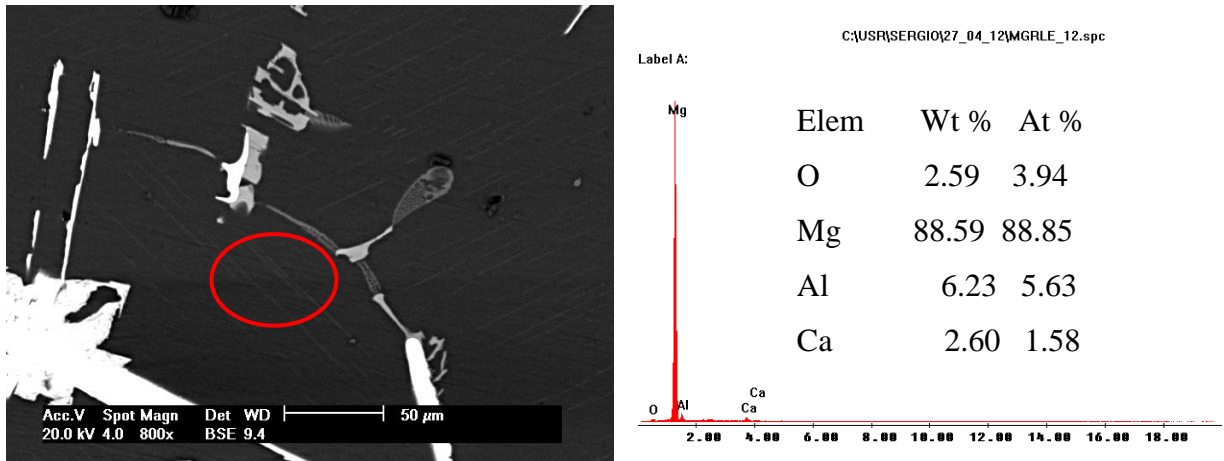 Acc.V Spot Magn Det WD 50 µm
20.0 kV 4.0 800x BSE 9.4
C:\USR\SERGIO\27_04_12\MGRLE_12.spc
Label A:
Mg
Elem Wt % At %
O 2.59 3.94
Mg 88.59 88.85
Al 6.23 5.63
Ca 2.60 1.58
O Al Ca Ca
2.00 4.00 6.00 8.00 10.00 12.00 14.00 16.00 18.00